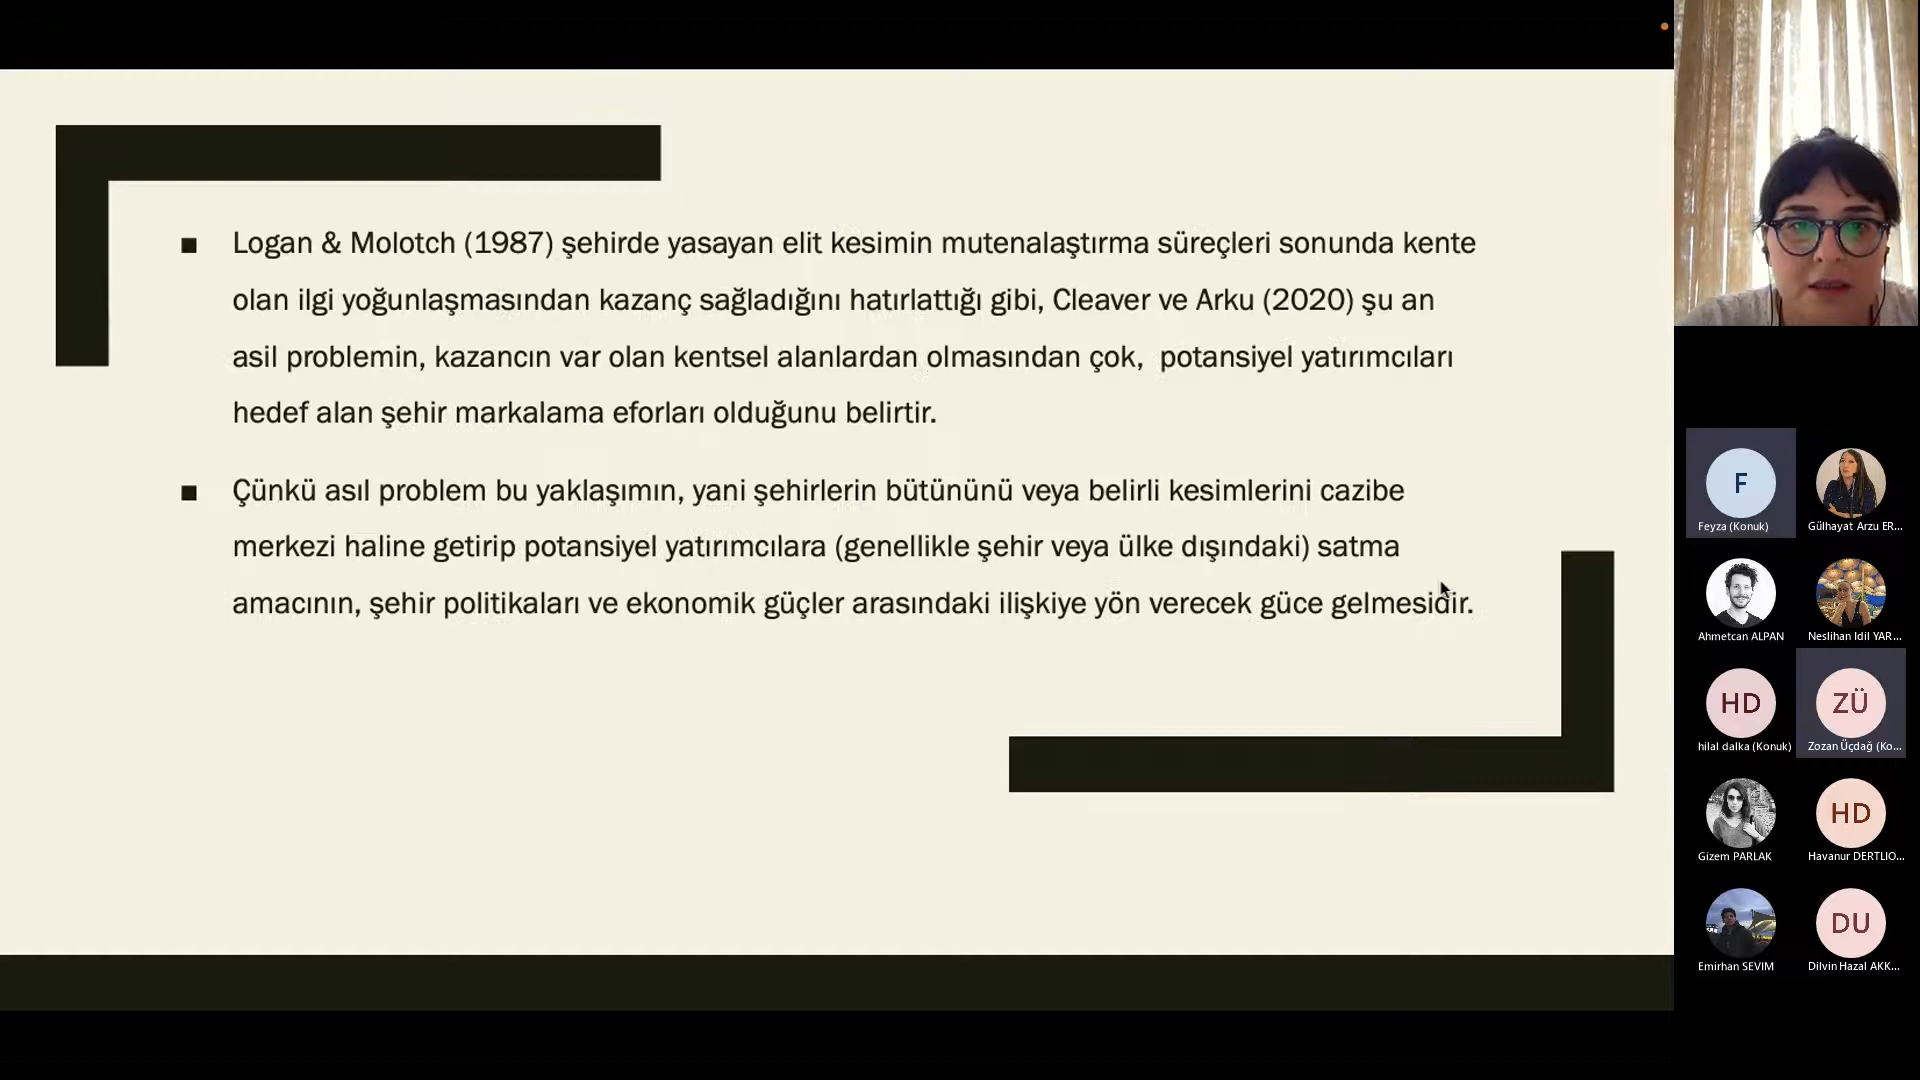 ■ Logan & Molotch (1987) şehirde yasayan elit kesimin mutenalaştırma süreçleri sonunda kente
olan ilgi yoğunlaşmasından kazanç sağladığını hatırlattığı gibi, Cleaver ve Arku (2020) şu an
asil problemin, kazancın var olan kentsel alanlardan olmasından çok, potansiyel yatırımcıları
hedef alan şehir markalama eforları olduğunu belirtir.
■ Çünkü asıl problem bu yaklaşımın, yani şehirlerin bütününü veya belirli kesimlerini cazibe
merkezi haline getirip potansiyel yatırımcılara (genellikle şehir veya ülke dışındaki) satma
amacının, şehir politikaları ve ekonomik güçler arasındaki ilişkiye yön verecek güce gelmesidir.
F
Feyza (Konuk)
Gülhayat Arzu ER...
Ahmetcan ALPAN
Neslihan Idil YAR...
HD
hilal dalka (Konuk)
ZÜ
Zozan Üçdağ (Ko...
Gizem PARLAK
HD
Havanur DERTLIO...
Emirhan SEVIM
DU
Dilvin Hazal AKK...